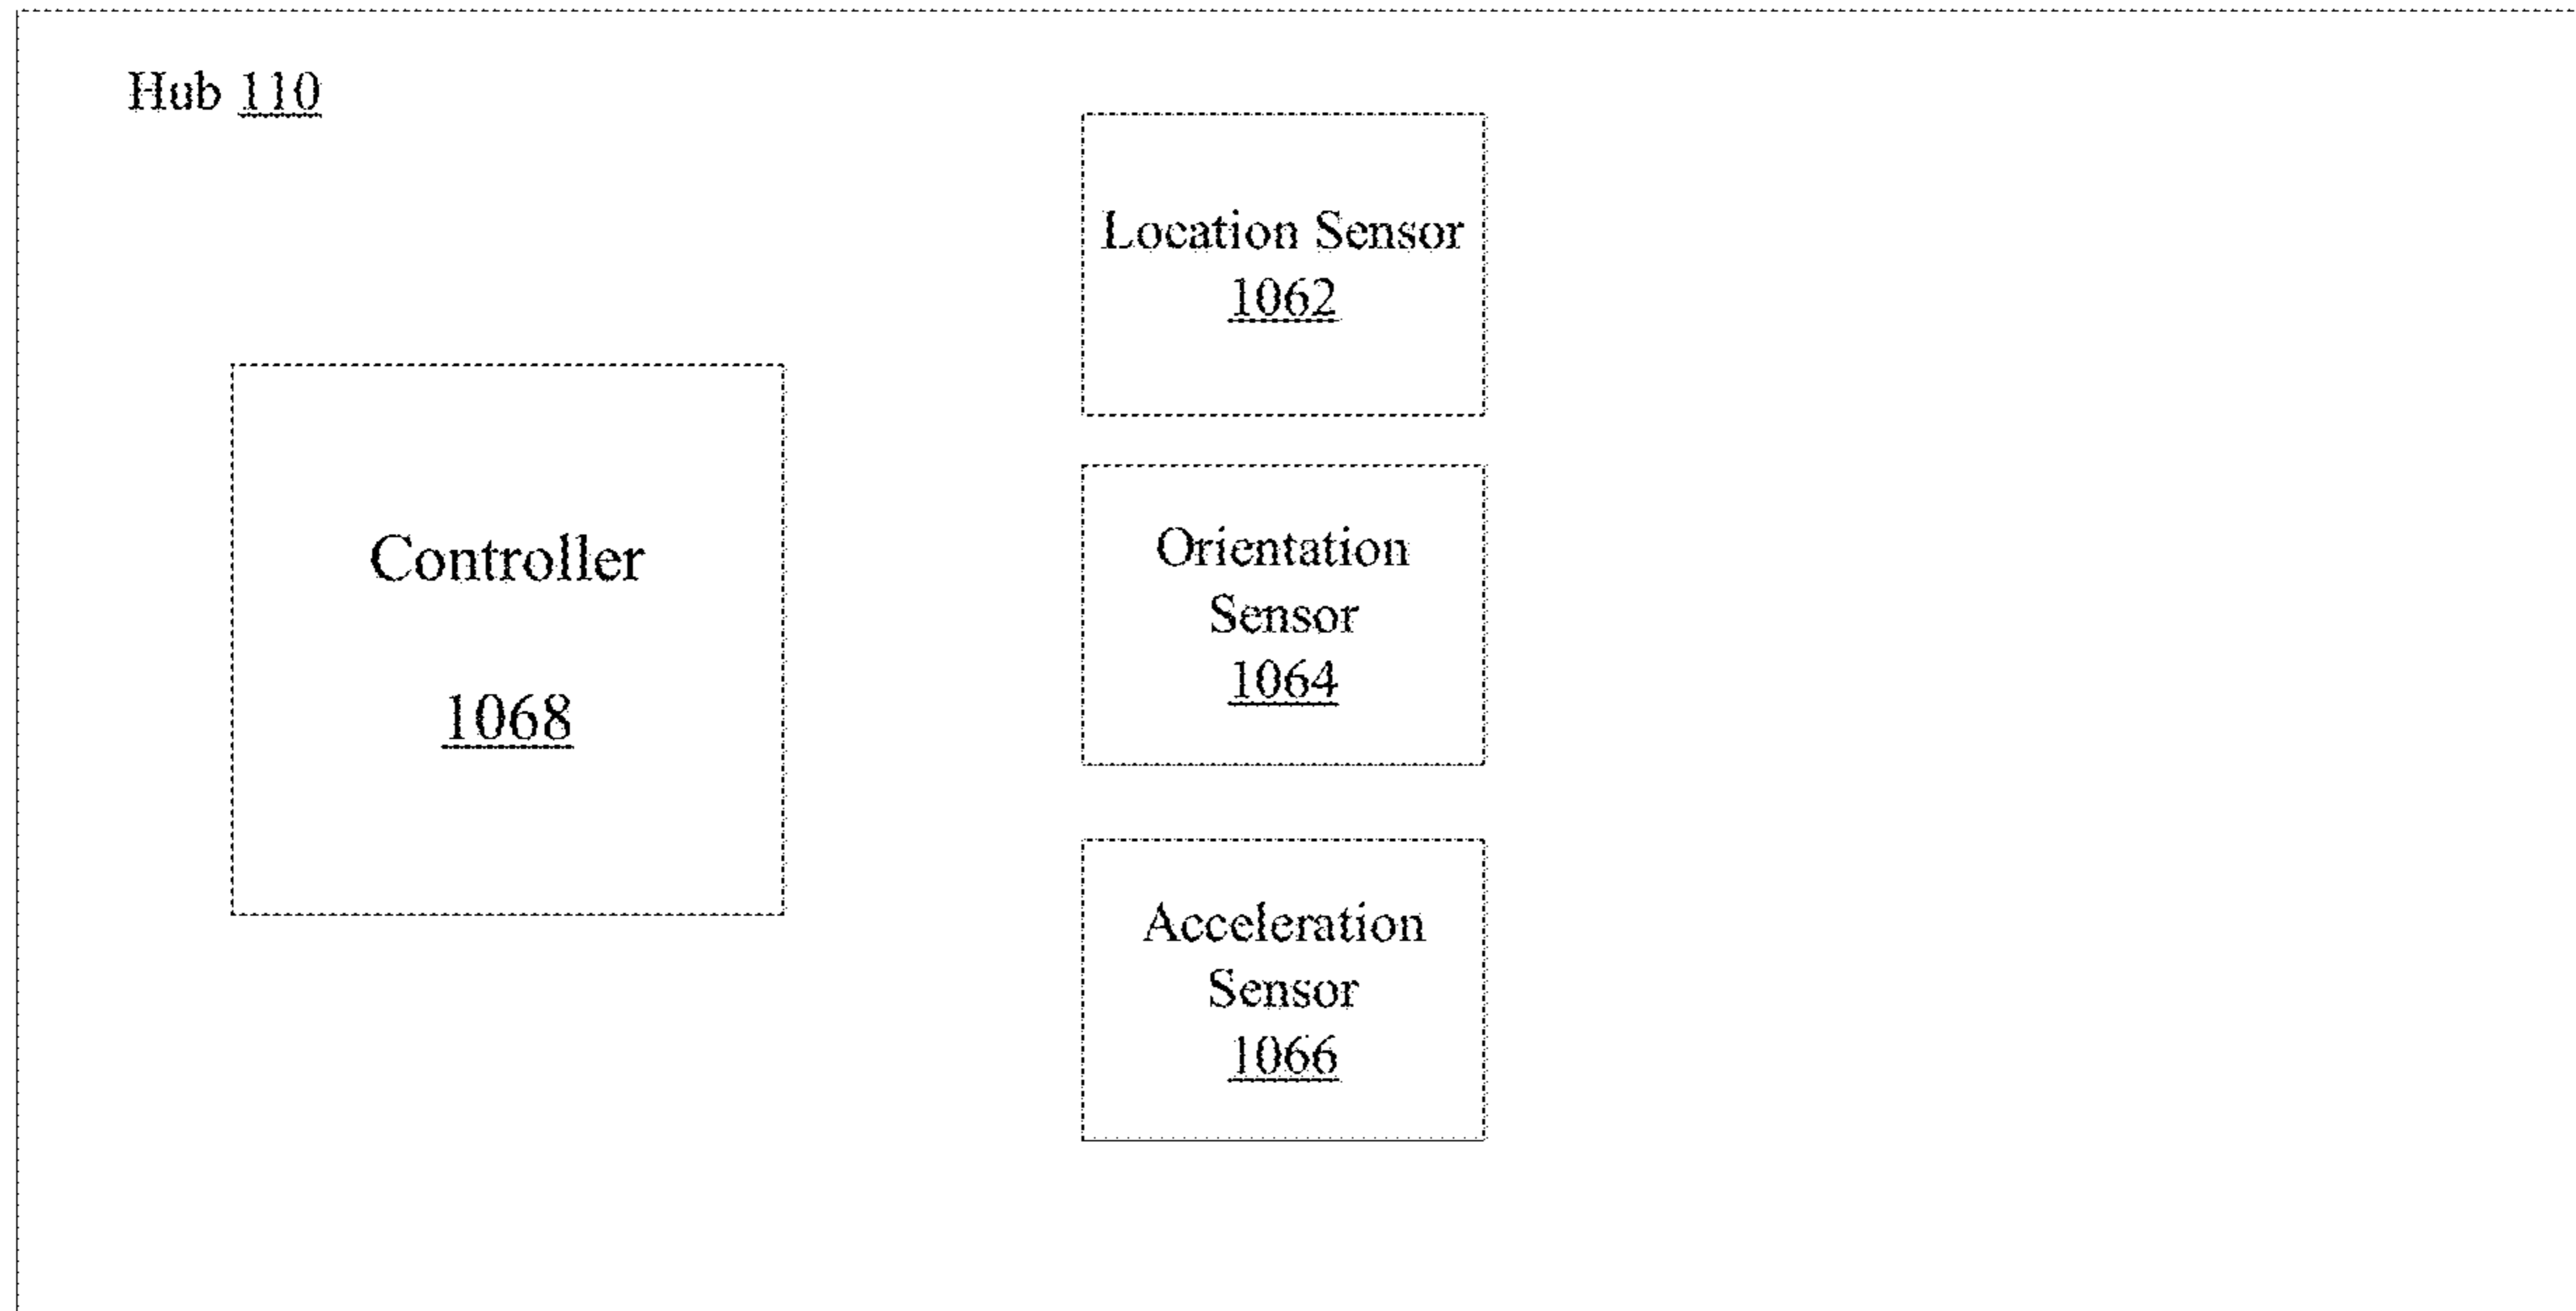 Hub 110
Location Sensor
1062
Controller
1068
Orientation
Sensor
1064
Acceleration
Sensor
1066